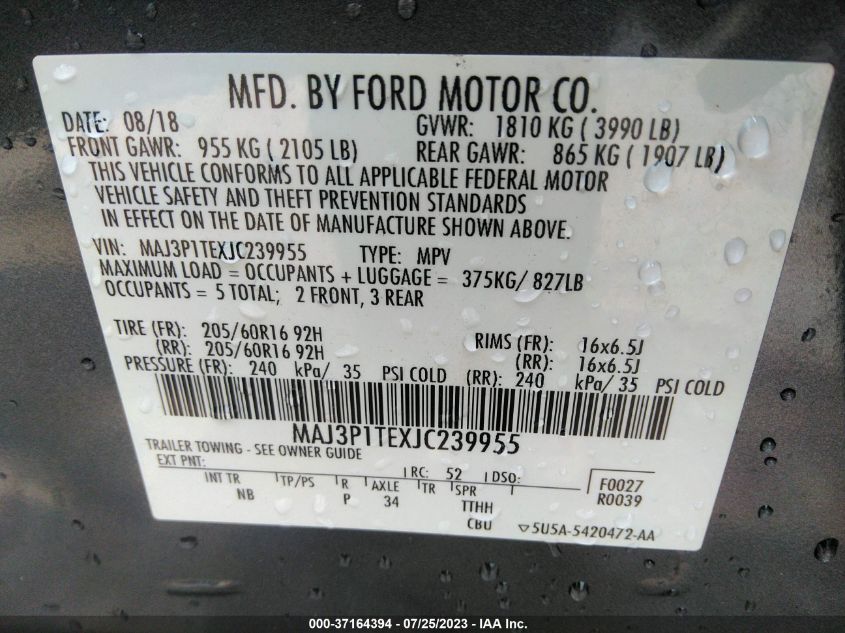 MFD. BY FORD MOTOR CO.
DATE: 08/18 GVWR: 1810 KG ( 3990 LB)
FRONT GAWR: 955 KG ( 2105 LB) REAR GAWR: 865 KG ( 1907 LB)
THIS VEHICLE CONFORMS TO ALL APPLICABLE FEDERAL MOTOR
VEHICLE SAFETY AND THEFT PREVENTION STANDARDS
IN EFFECT ON THE DATE OF MANUFACTURE SHOWN ABOVE.
VIN: MAJ3P1TEXJC239955 TYPE: MPV
MAXIMUM LOAD = OCCUPANTS + LUGGAGE = 375KG/ 827LB
OCCUPANTS = 5 TOTAL; 2 FRONT, 3 REAR
TIRE (FR): 205/60R16 92H RIMS (FR): 16x6.5J
(RR): 205/60R16 92H (RR): 16x6.5J
PRESSURE (FR): 240 kPa/ 35 PSI COLD (RR): 240 kPa/ 35 PSI COLD
MAJ3P1TEXJC239955
TRAILER TOWING - SEE OWNER GUIDE
EXT PNT: RC: 52 DSO: F0027
INT TR TP/PS R AXLE TR SPR R0039
NB P 34 TTHH
CBU ▽5U5A-5420472-AA
000-37164394 - 07/25/2023 - IAA Inc.